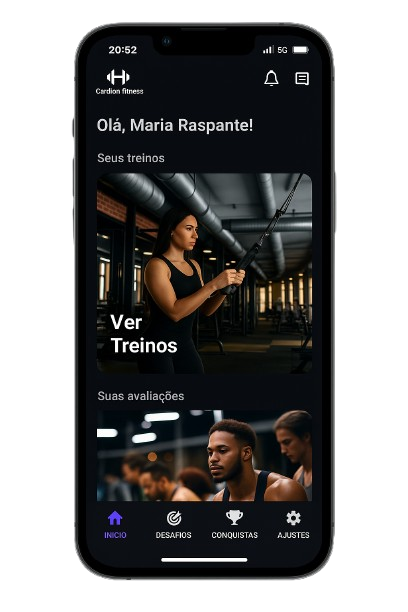 20:52
5G
Cardion fitness
Olá, Maria Raspante!
Seus treinos
Ver
Treinos
Suas avaliações
INICIO
DESAFIOS
CONQUISTAS
AJUSTES